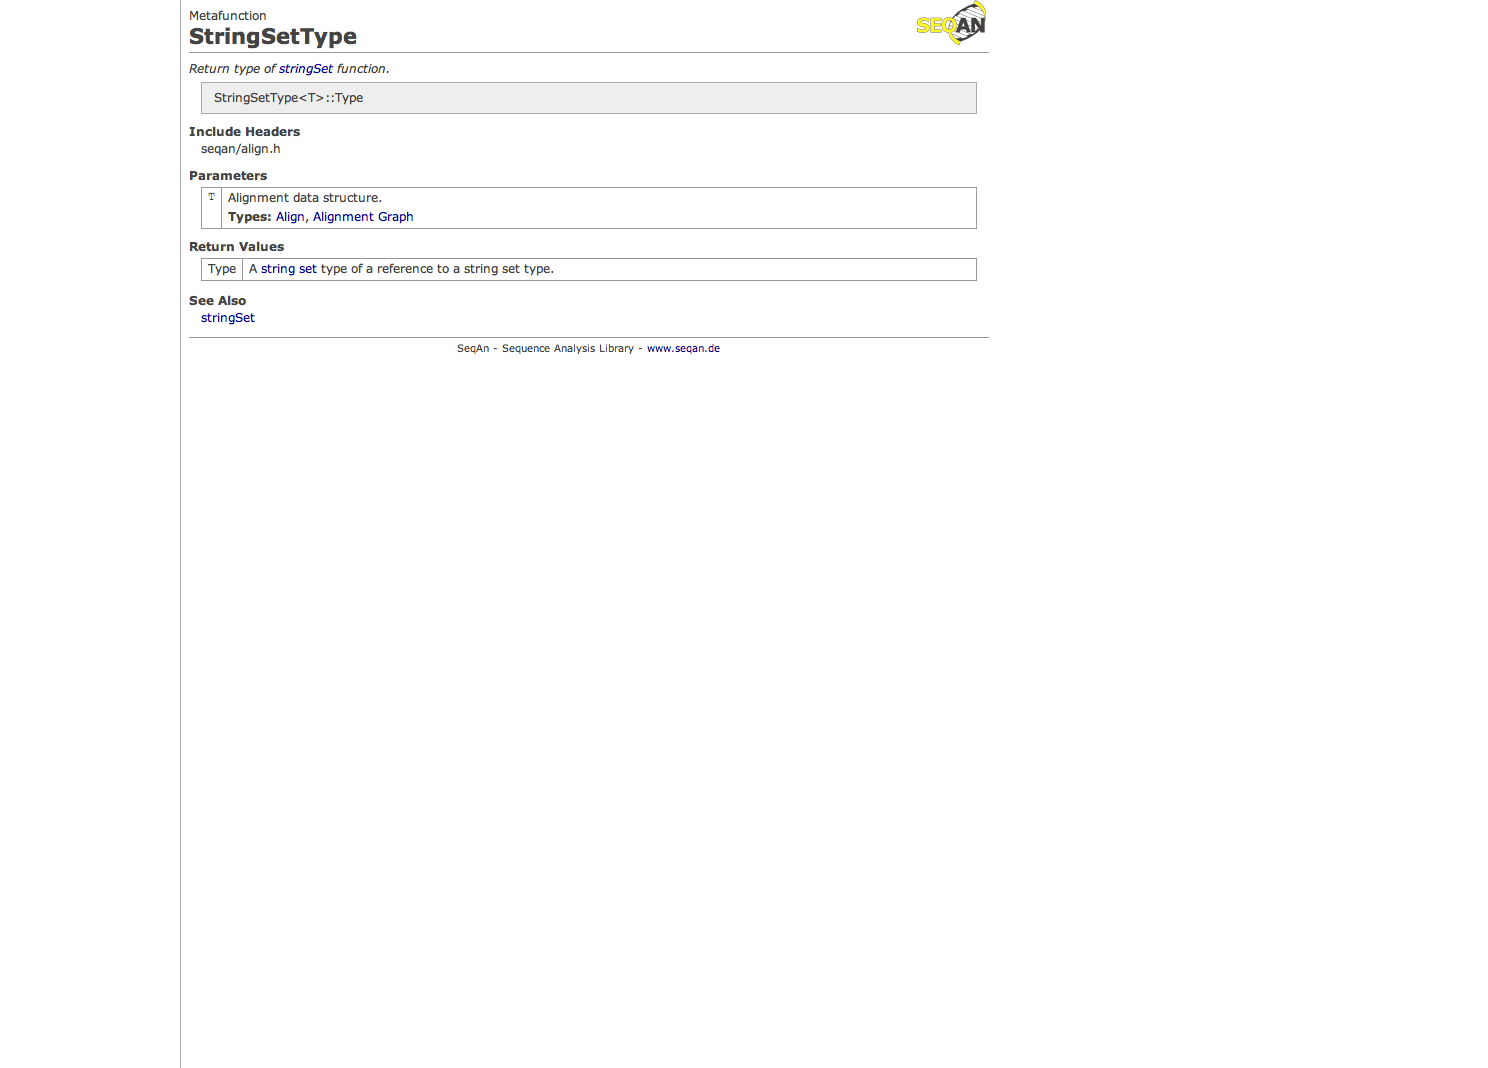 Metafunction
SEQAN
StringSetType
Return type of stringSet function.
StringSetType<T>::Type
Include Headers
seqan/align.h
Parameters
T Alignment data structure.
Types: Align, Alignment Graph
Return Values
Type A string set type of a reference to a string set type.
See Also
stringSet
SeqAn - Sequence Analysis Library - www.seqan.de